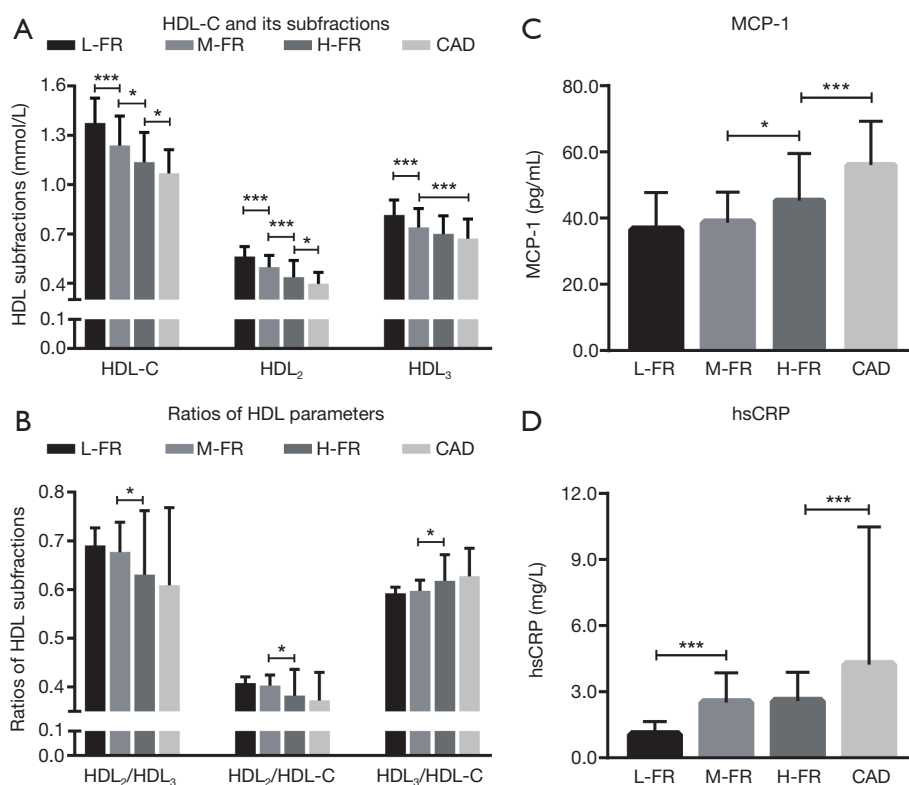 A
HDL-C and its subfractions
L-FR M-FR H-FR CAD
HDL subfractions (mmol/L)
1.6
1.3
1.0
0.7
0.4
0.1
0.0
*** * *
*** *** *
*** ***
HDL-C HDL₂ HDL₃
B
Ratios of HDL parameters
L-FR M-FR H-FR CAD
Ratios of HDL subfractions
0.8
0.7
0.6
0.5
0.4
0.1
0.0
* * *
HDL₂/HDL₃ HDL₂/HDL-C HDL₃/HDL-C
C
MCP-1
MCP-1 (pg/mL)
80.0
60.0
40.0
20.0
0.0
* ***
L-FR M-FR H-FR CAD
D
hsCRP
hsCRP (mg/L)
12.0
9.0
6.0
3.0
0.0
*** ***
L-FR M-FR H-FR CAD